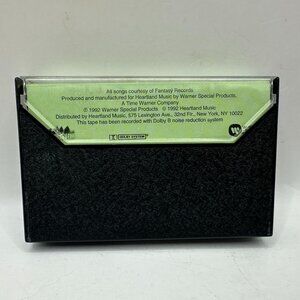 All songs courtesy of Fantasy Records
Produced and manufactured for Heartland Music by Warner Special Products,
A Time Warner Company
℗ 1992 Warner Special Products © 1992 Heartland Music
Distributed by Heartland Music, 575 Lexington Ave., 32nd Flr., New York, NY 10022
This tape has been recorded with Dolby B noise reduction system
DOLBY SYSTEM